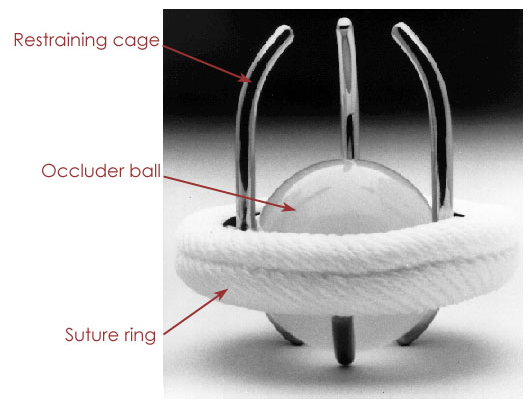 Restraining cage
Occluder ball
Suture ring